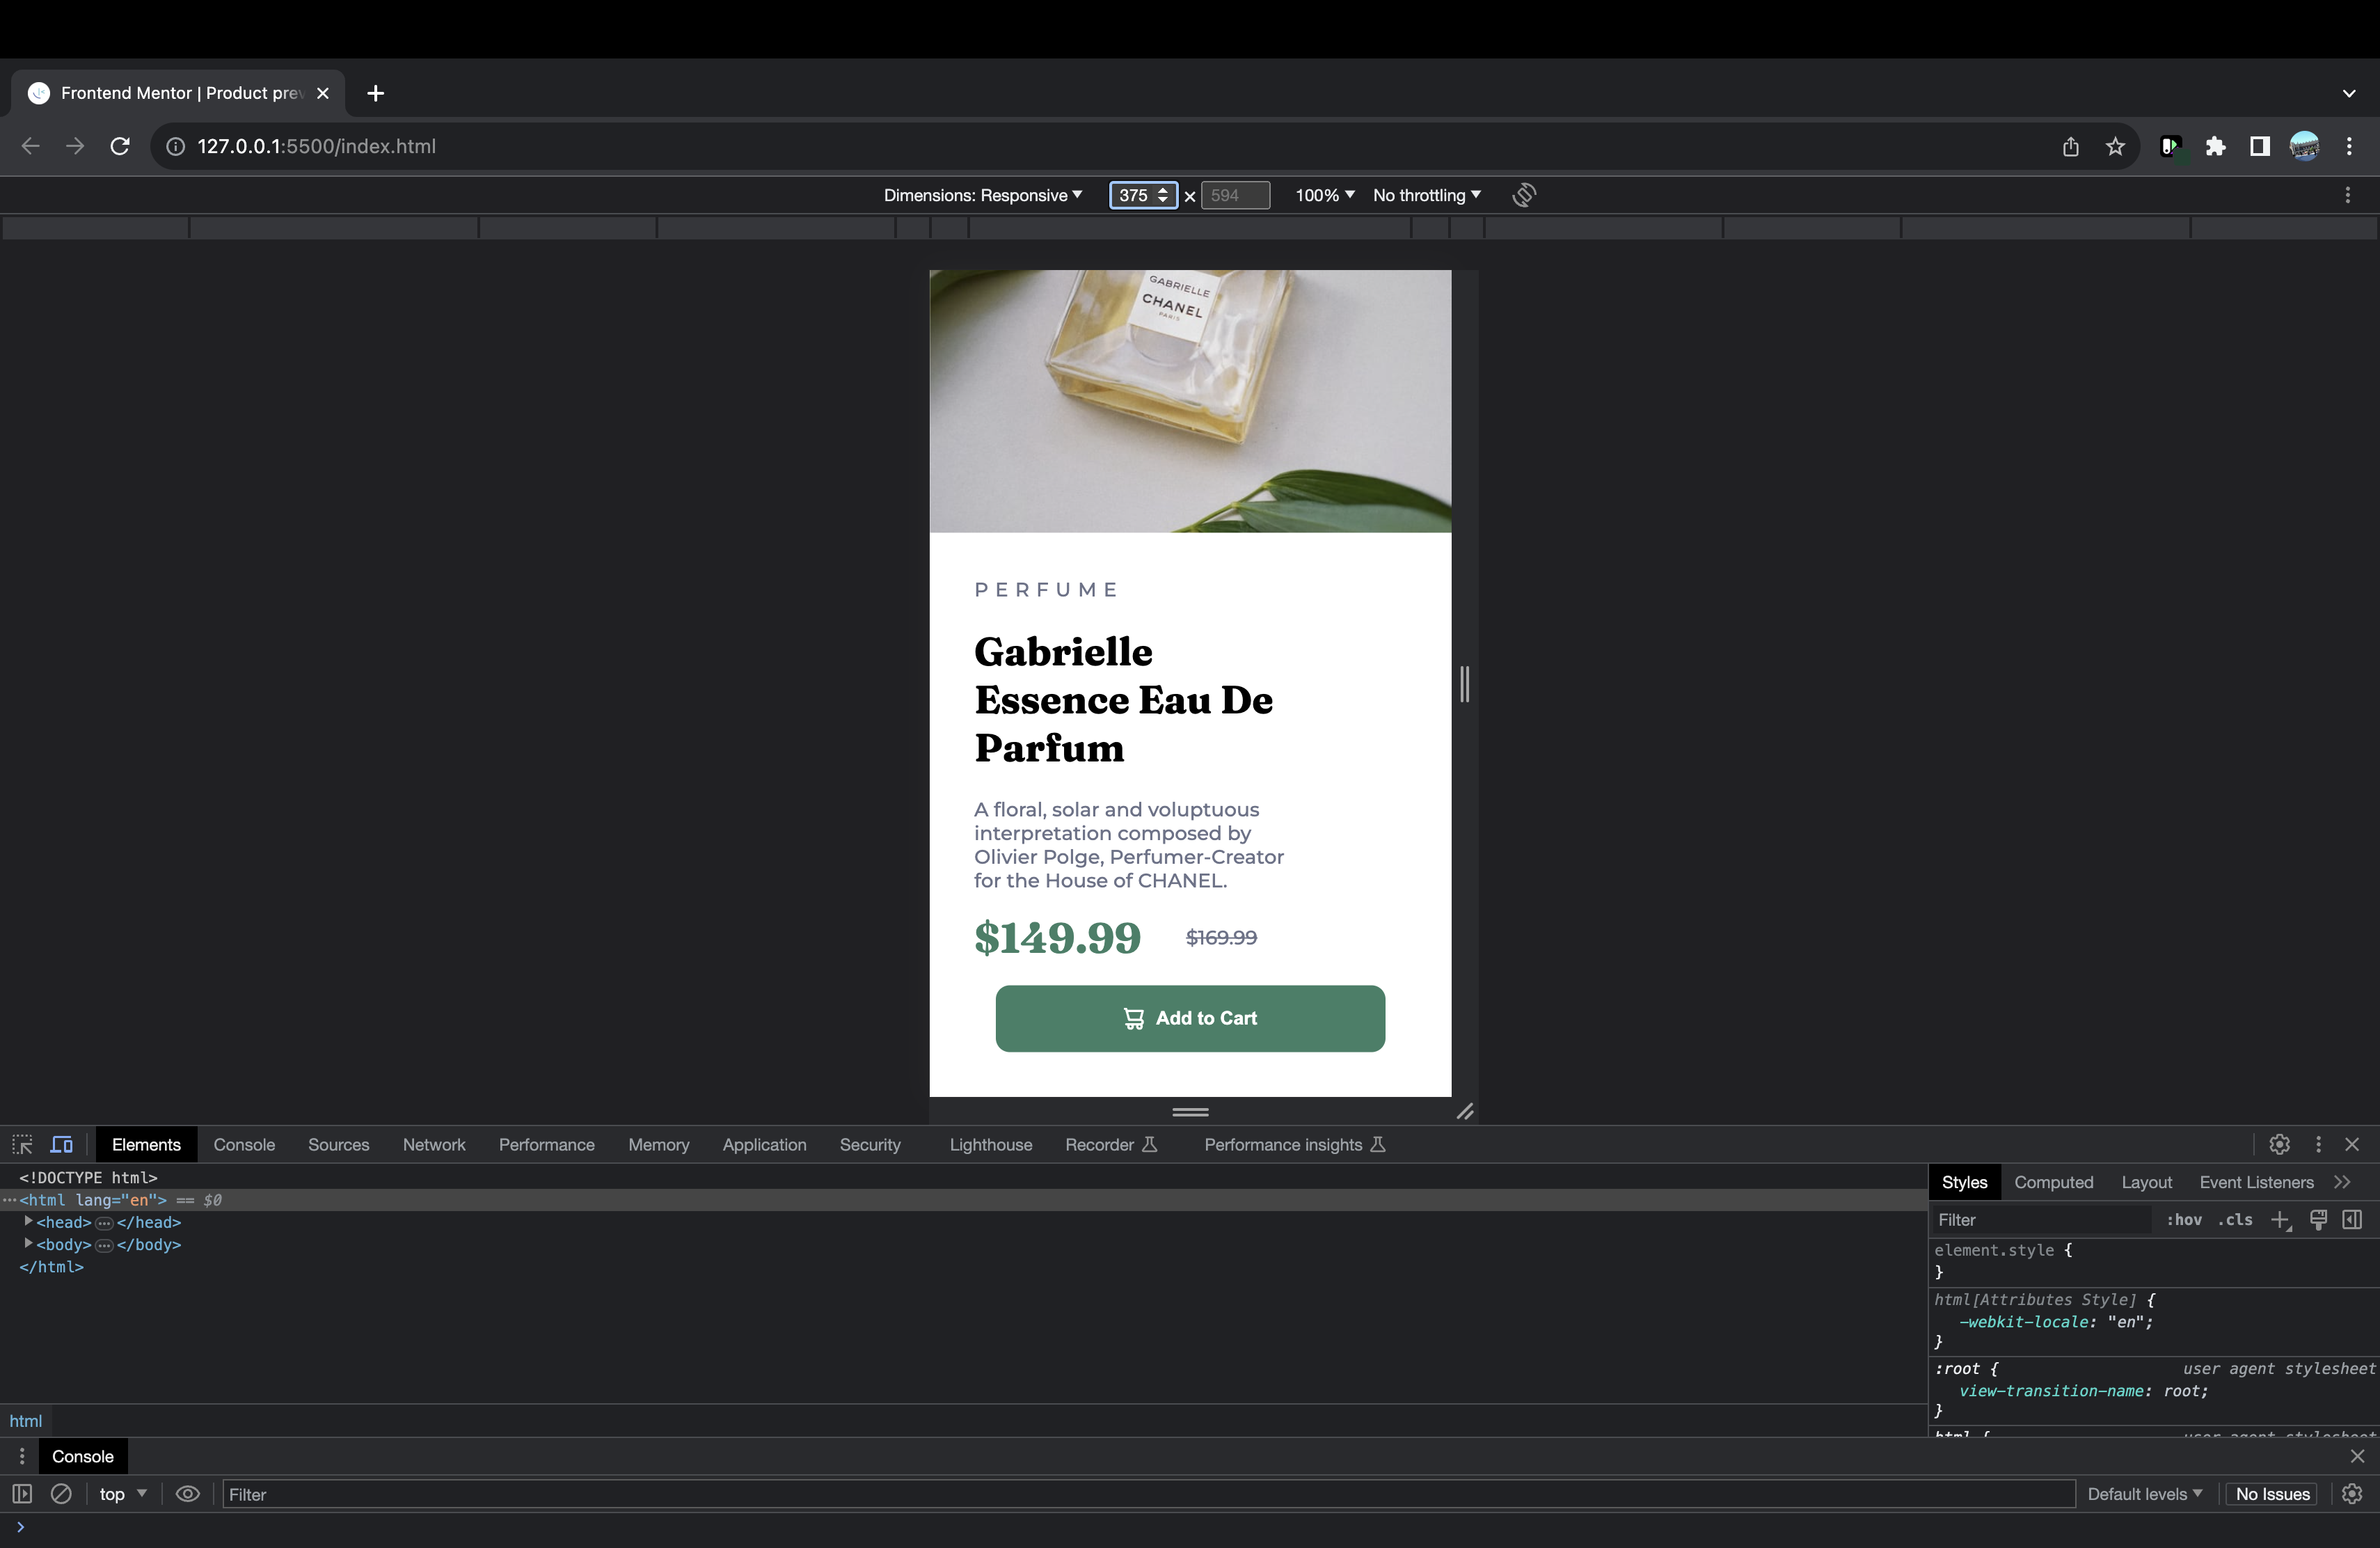 Frontend Mentor | Product prev
127.0.0.1:5500/index.html
Dimensions: Responsive 375 × 594 100% No throttling
GABRIELLE
CHANEL
PARIS
PERFUME
Gabrielle
Essence Eau De
Parfum
A floral, solar and voluptuous
interpretation composed by
Olivier Polge, Perfumer-Creator
for the House of CHANEL.
$149.99 $169.99
Add to Cart
Elements Console Sources Network Performance Memory Application Security Lighthouse Recorder Performance insights
<!DOCTYPE html>
<html lang="en"> == $0
<head> ... </head>
<body> ... </body>
</html>
html
Styles Computed Layout Event Listeners
Filter :hov .cls
element.style {
}
html[Attributes Style] {
-webkit-locale: "en";
}
:root { user agent stylesheet
view-transition-name: root;
}
html { user agent stylesheet
Console
top Filter Default levels No Issues